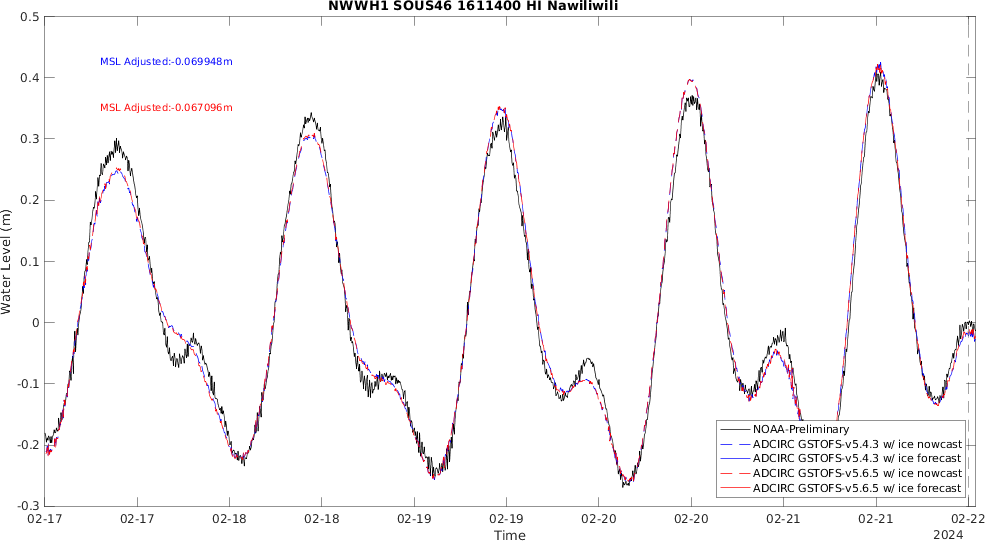 NWWH1 SOUS46 1611400 HI Nawiliwili
0.5
0.4
0.3
0.2
0.1
0
-0.1
-0.2
-0.3
Water Level (m)
MSL Adjusted:-0.069948m
MSL Adjusted:-0.067096m
NOAA-Preliminary
ADCIRC GSTOFS-v5.4.3 w/ ice nowcast
ADCIRC GSTOFS-v5.4.3 w/ ice forecast
ADCIRC GSTOFS-v5.6.5 w/ ice nowcast
ADCIRC GSTOFS-v5.6.5 w/ ice forecast
02-17 02-17 02-18 02-18 02-19 02-19 02-20 02-20 02-21 02-21 02-22
Time
2024